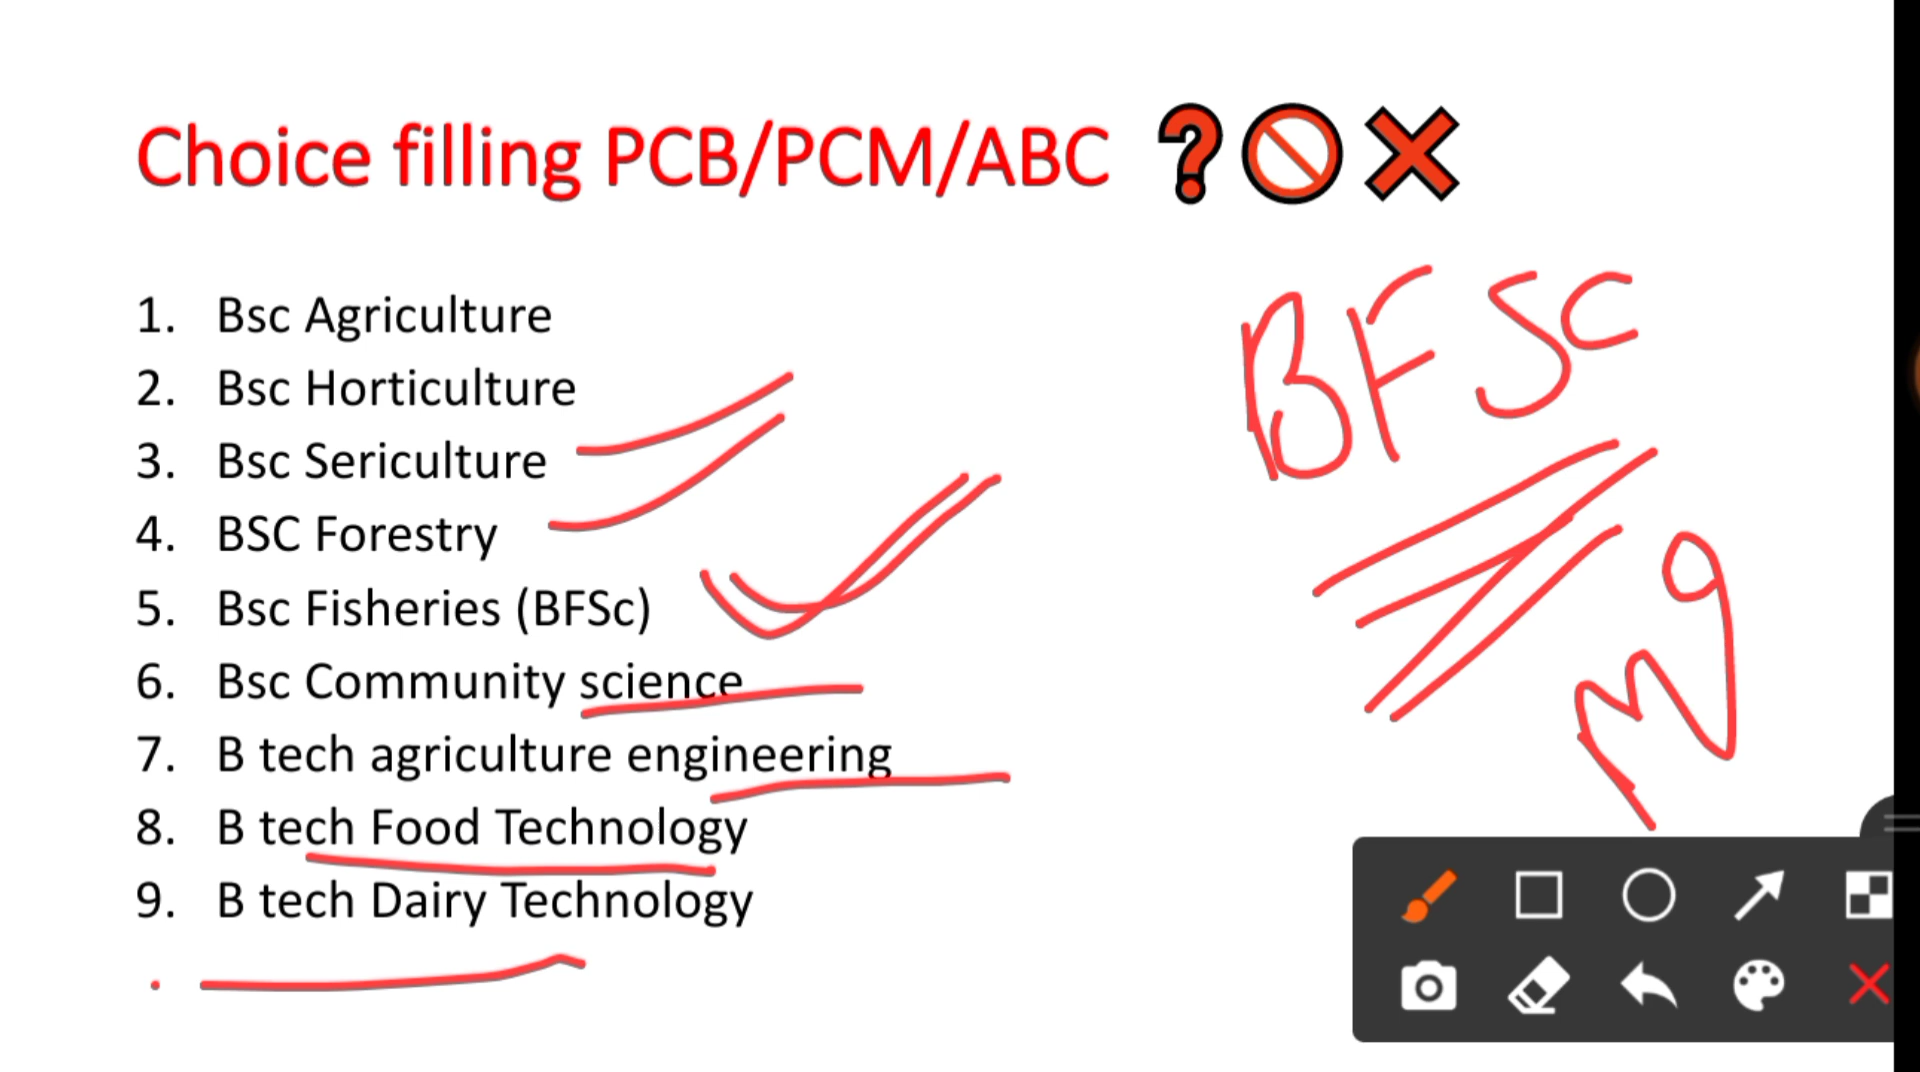 Choice filling PCB/PCM/ABC ❓🚫❌
1. Bsc Agriculture
2. Bsc Horticulture
3. Bsc Sericulture
4. BSC Forestry
5. Bsc Fisheries (BFSc)
6. Bsc Community science
7. B tech agriculture engineering
8. B tech Food Technology
9. B tech Dairy Technology
BFSc